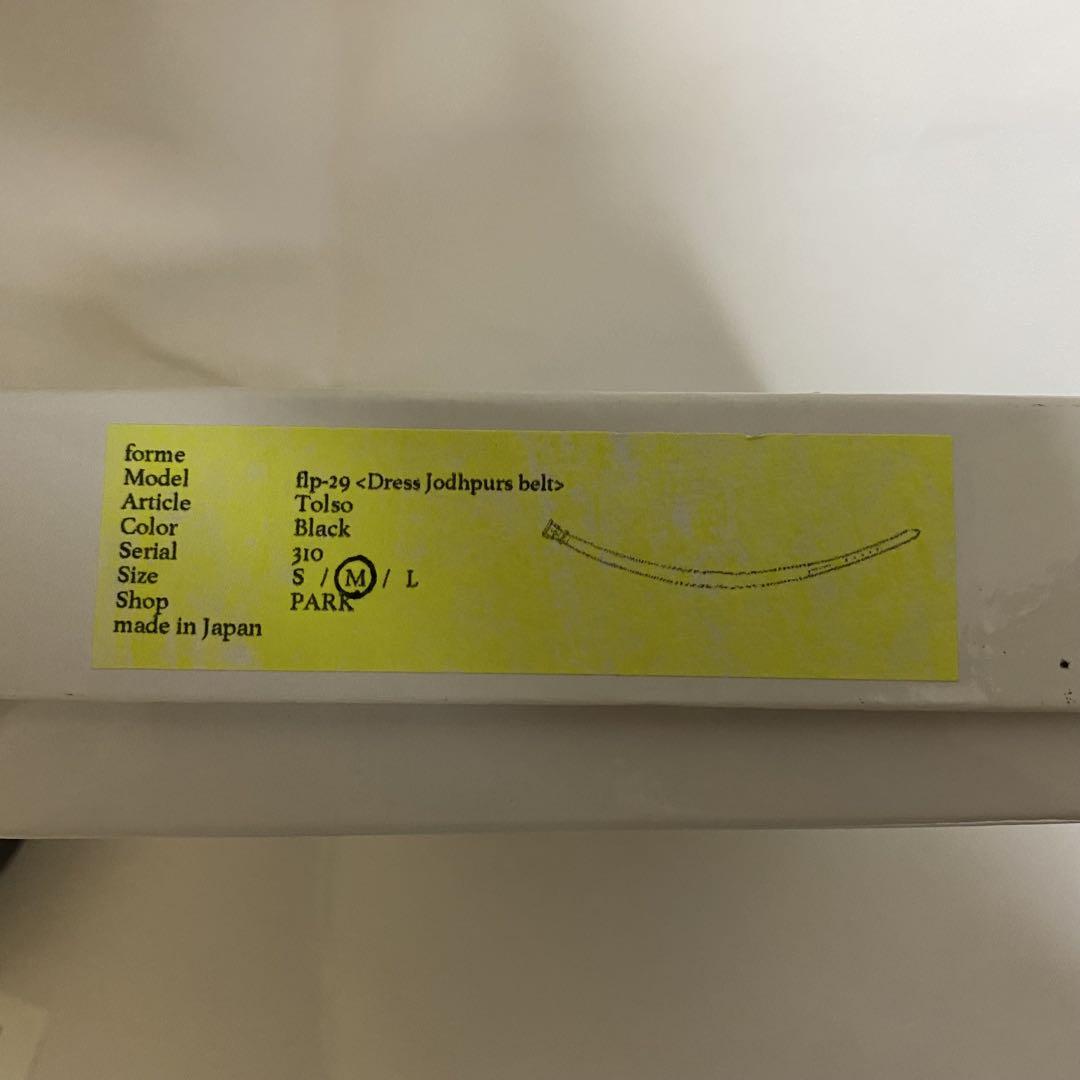 forme
Model flp-29 <Dress Jodhpurs belt>
Article Tolso
Color Black
Serial 310
Size S / M / L
Shop PARK
made in Japan